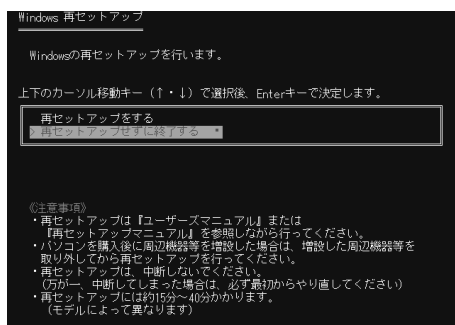 Windows 再セットアップ
Windowsの再セットアップを行います。
上下のカーソル移動キー（↑・↓）で選択後、Enterキーで決定します。
再セットアップをする
> 再セットアップせずに終了する *
《注意事項》
・再セットアップは『ユーザーズマニュアル』または
『再セットアップマニュアル』を参照しながら行ってください。
・パソコンを購入後に周辺機器等を増設した場合は、増設した周辺機器等を
取り外してから再セットアップを行ってください。
・再セットアップは、中断しないでください。
（万が一、中断してしまった場合は、必ず最初からやり直してください）
・再セットアップには約15分～40分かかります。
（モデルによって異なります）